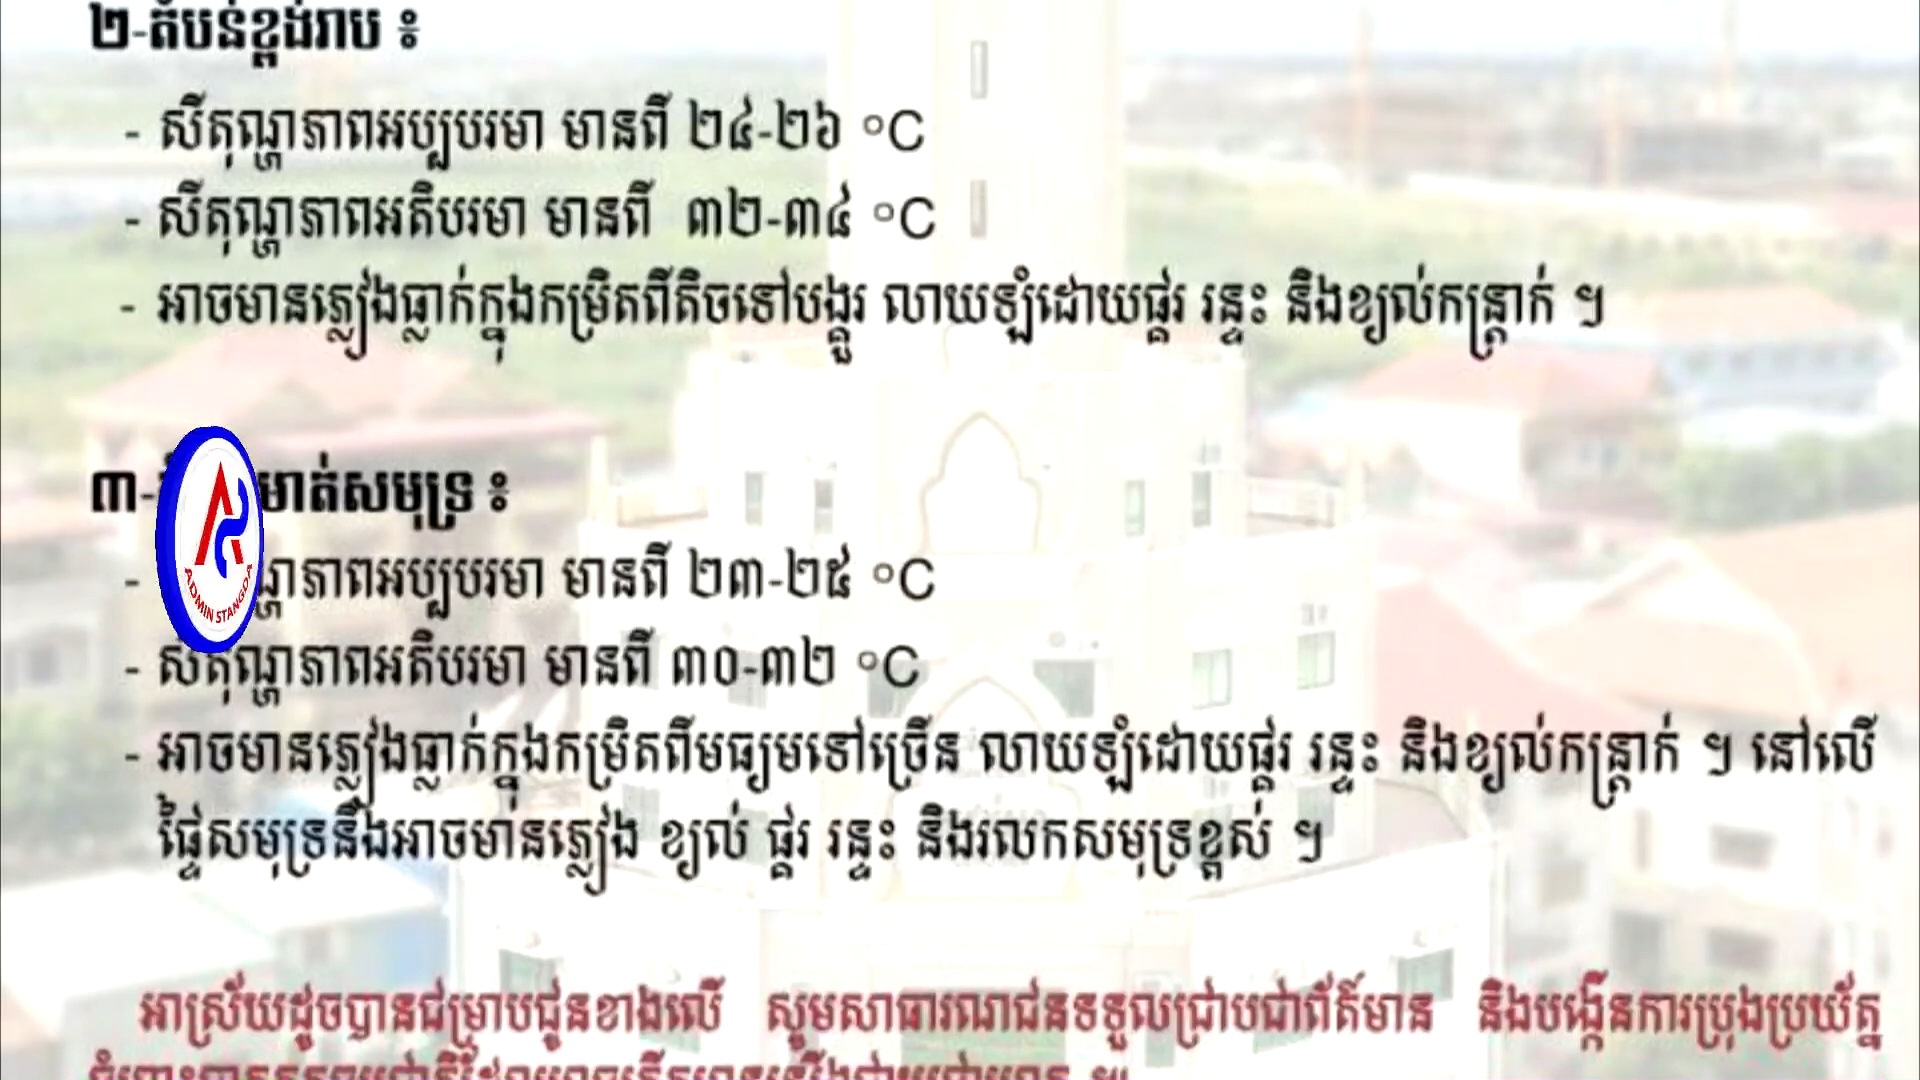 ២-តំបន់ខ្ពង់រាប ៖
- សីតុណ្ហភាពអប្បបរមា មានពី ២៤-២៦ °C
- សីតុណ្ហភាពអតិបរមា មានពី ៣២-៣៤ °C
- អាចមានភ្លៀងធ្លាក់ក្នុងកម្រិតពីតិចទៅបង្គួរ លាយឡំដោយផ្គរ រន្ទះ និងខ្យល់កន្ត្រាក់ ។
៣- មាត់សមុទ្រ ៖
- ណ្ហភាពអប្បបរមា មានពី ២៣-២៥ °C
- សីតុណ្ហភាពអតិបរមា មានពី ៣០-៣២ °C
- អាចមានភ្លៀងធ្លាក់ក្នុងកម្រិតពីមធ្យមទៅច្រើន លាយឡំដោយផ្គរ រន្ទះ និងខ្យល់កន្ត្រាក់ ។ នៅលើ
ផ្ទៃសមុទ្រនឹងអាចមានភ្លៀង ខ្យល់ ផ្គរ រន្ទះ និងរលកសមុទ្រខ្ពស់ ។
ADMIN STANGDA
អាស្រ័យដូចបានជម្រាបជូនខាងលើ សូមសាធារណជនទទួលជ្រាបជាព័ត៌មាន និងបង្កើនការប្រុងប្រយ័ត្ន